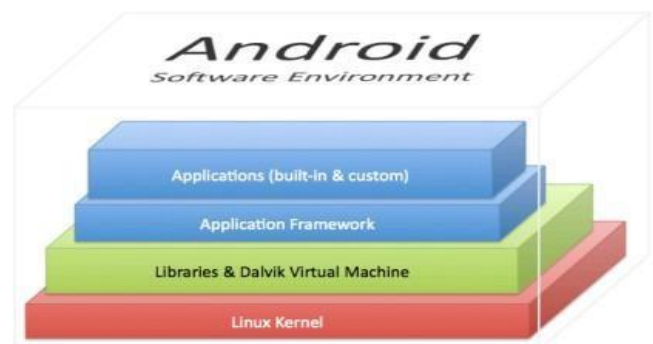 Android
Software Environment
Applications (built-in & custom)
Application Framework
Libraries & Dalvik Virtual Machine
Linux Kernel